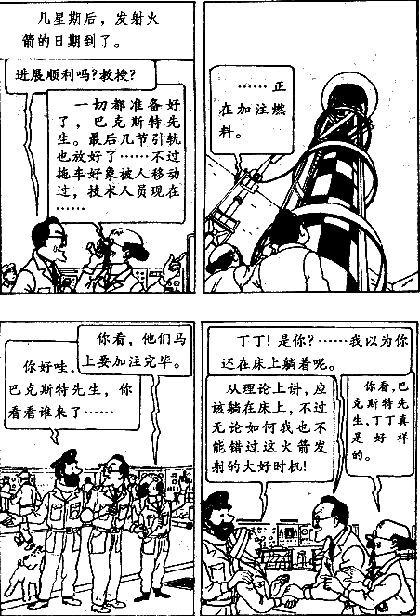 几星期后，发射火
箭的日期到了。
近展顺利吗?教授?
一切都准备好
了，巴克斯特先
生。最后几节引轨
也放好了……不过
拖车好象被人移动
过，技术人员现在
……
……正
在加注燃
料。
你好哇，
巴克斯特先生，你
看看谁来了……
你看，他们马
上要加注完毕。
丁丁！是你？……我以为你
还在床上躺着呢。
从理论上讲，应
该躺在床上，不过
无论如何我也不
能错过这火箭发
射的大好时机！
你看，巴
克斯特先
生、丁丁真
是好样
的。